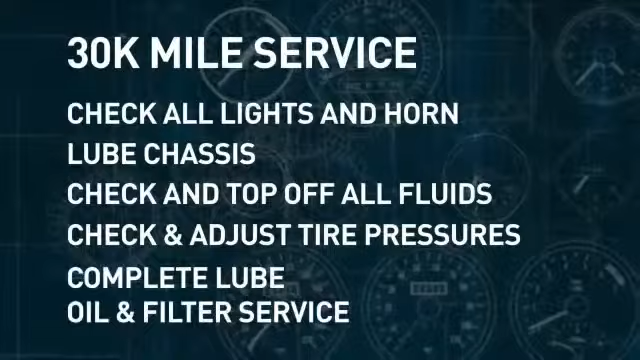 30K MILE SERVICE
CHECK ALL LIGHTS AND HORN
LUBE CHASSIS
CHECK AND TOP OFF ALL FLUIDS
CHECK & ADJUST TIRE PRESSURES
COMPLETE LUBE
OIL & FILTER SERVICE